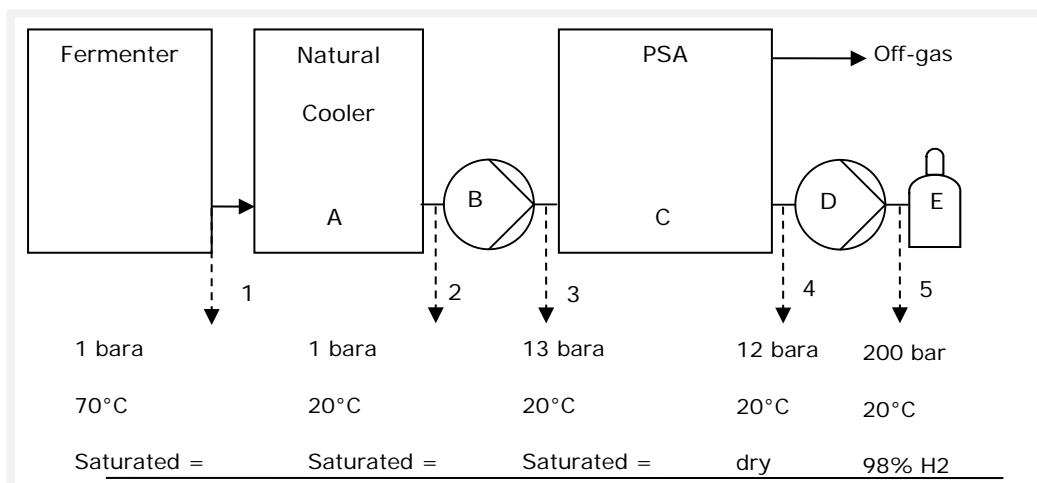 Fermenter Natural PSA Off-gas
Cooler
B D E
A C
1 2 3 4 5
1 bara 1 bara 13 bara 12 bara 200 bar
70°C 20°C 20°C 20°C 20°C
Saturated = Saturated = Saturated = dry 98% H2